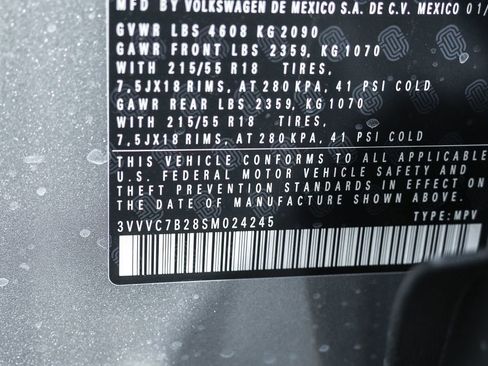 MFD BY VOLKSWAGEN DE MEXICO S.A. DE C.V. MEXICO 01/
GVWR LBS 4608 KG 2090
GAWR FRONT LBS 2359, KG 1070
WITH 215/55 R18 TIRES,
7,5JX18 RIMS, AT 280 KPA, 41 PSI COLD
GAWR REAR LBS 2359, KG 1070
WITH 215/55 R18 TIRES,
7,5JX18 RIMS, AT 280 KPA, 41 PSI COLD
THIS VEHICLE CONFORMS TO ALL APPLICABLE
U.S. FEDERAL MOTOR VEHICLE SAFETY AND
THEFT PREVENTION STANDARDS IN EFFECT ON
THE DATE OF MANUFACTURE SHOWN ABOVE.
3VVVC7B28SM024245 TYPE: MPV